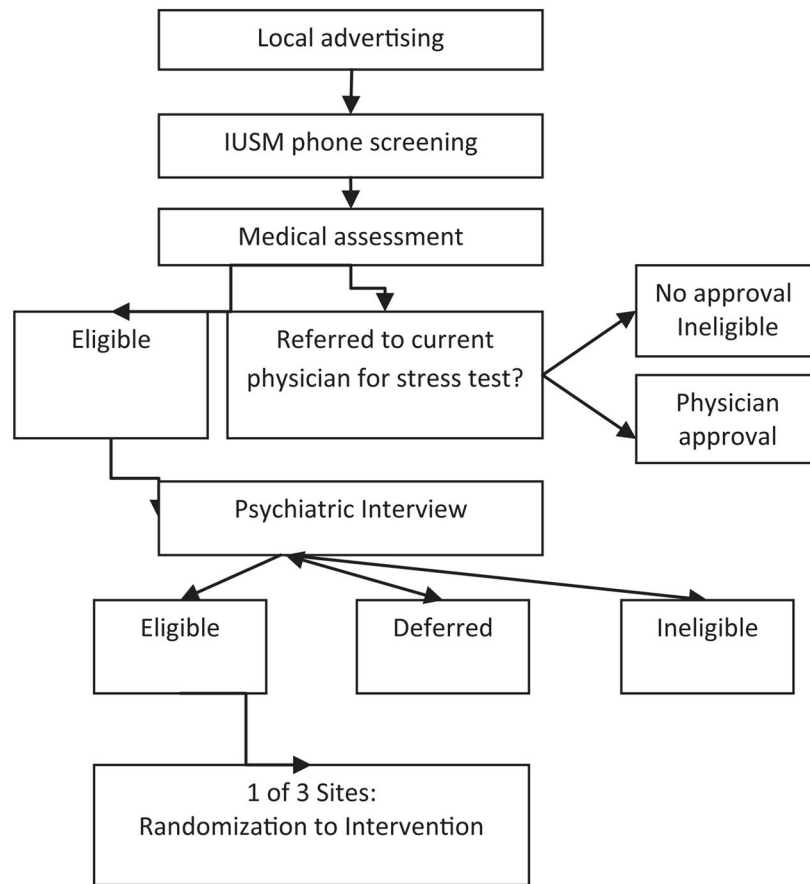 Local advertising
IUSM phone screening
Medical assessment
Eligible
Referred to current
physician for stress test?
No approval
Ineligible
Physician
approval
Psychiatric Interview
Eligible
Deferred
Ineligible
1 of 3 Sites:
Randomization to Intervention